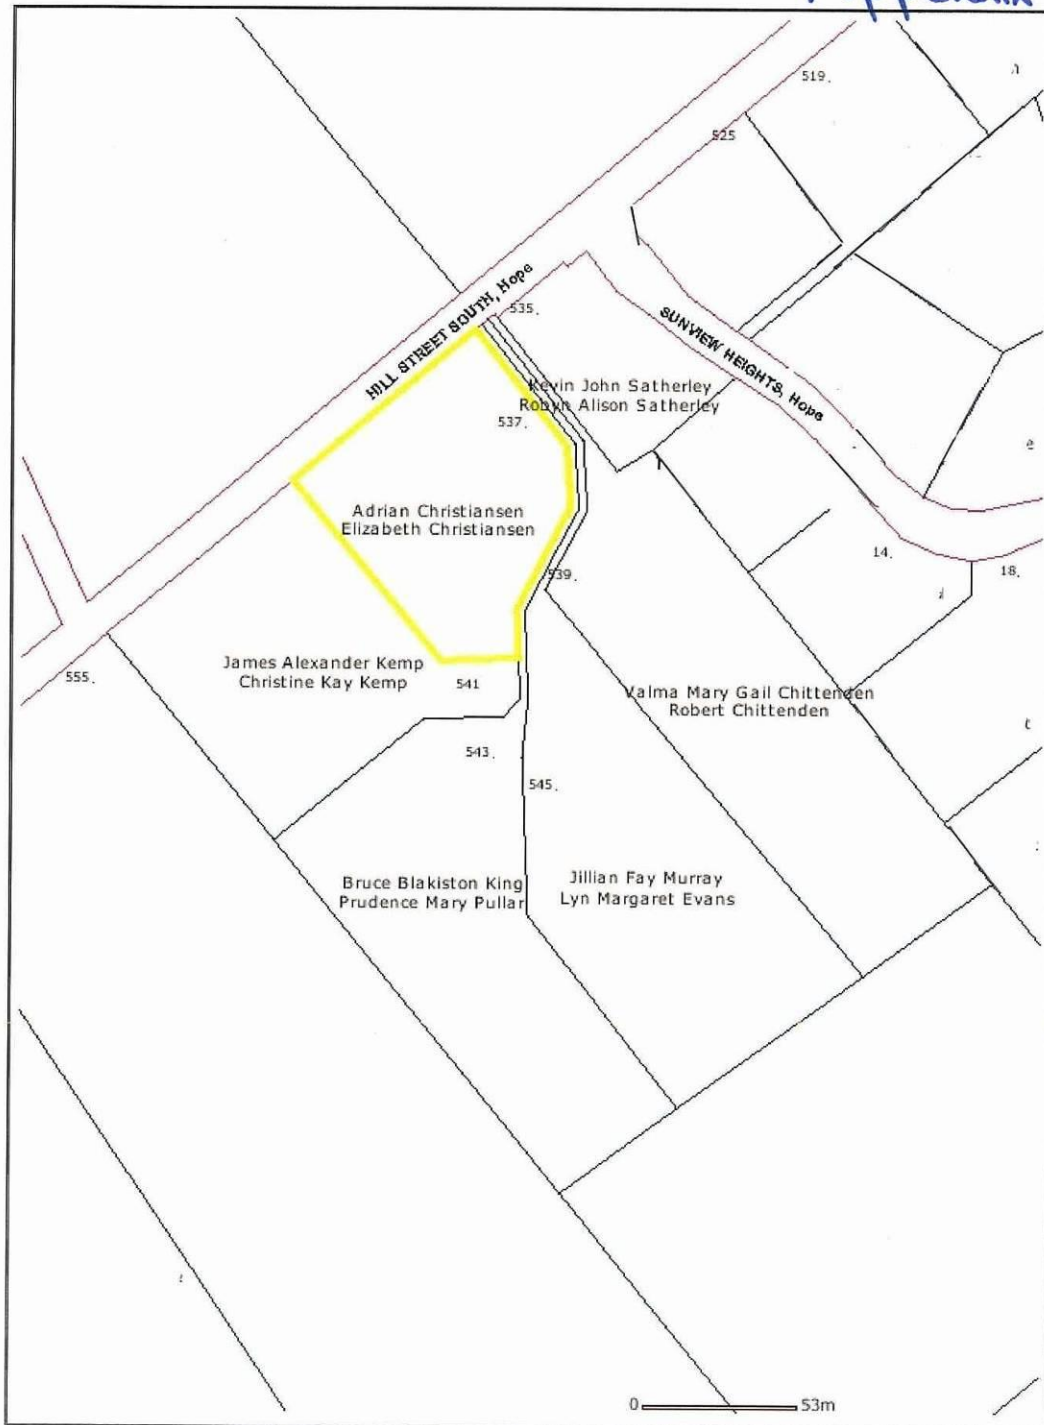 519.
525
HILL STREET SOUTH, Hope
535.
SUNVIEW HEIGHTS, Hope
Kevin John Satherley
Robyn Alison Satherley
537.
Adrian Christiansen
Elizabeth Christiansen
14.
18.
539.
James Alexander Kemp
Christine Kay Kemp
555.
541
Valma Mary Gail Chittenden
Robert Chittenden
543.
545.
Bruce Blakiston King
Prudence Mary Pullar
Jillian Fay Murray
Lyn Margaret Evans
0 53m